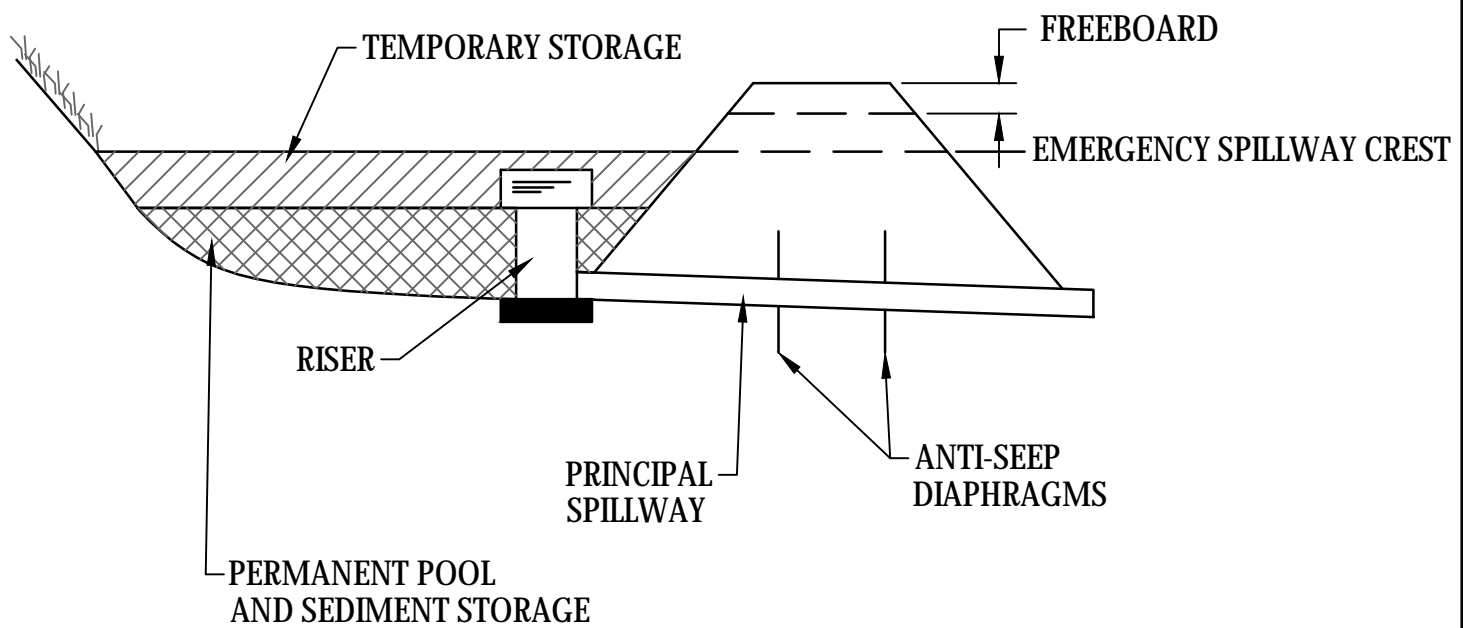 TEMPORARY STORAGE
FREEBOARD
EMERGENCY SPILLWAY CREST
RISER
PRINCIPAL
SPILLWAY
ANTI-SEEP
DIAPHRAGMS
PERMANENT POOL
AND SEDIMENT STORAGE